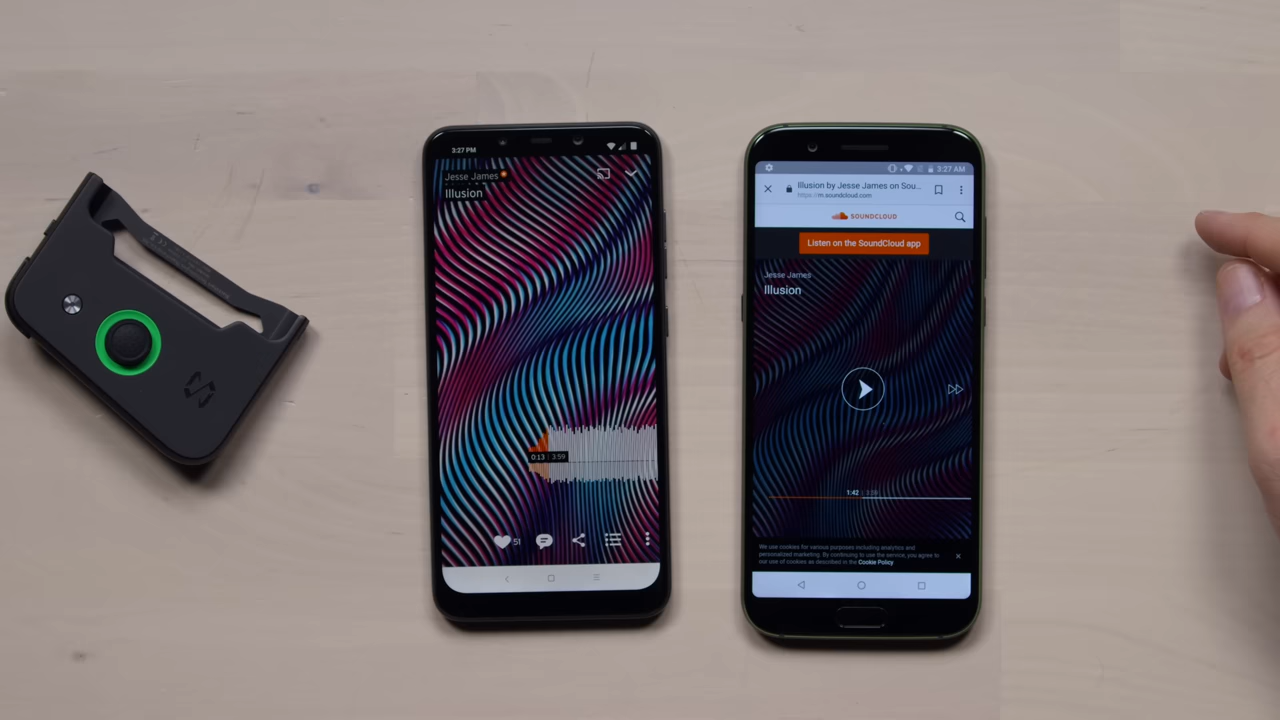 3:27 PM
Jesse James
Illusion
0:13 | 3:59
51
3:27 AM
Illusion by Jesse James on Sou...
https://m.soundcloud.com
SOUNDCLOUD
Listen on the SoundCloud app
Jesse James
Illusion
1:42
We use cookies for various purposes including analytics and
personalized marketing. By continuing to use the service, you agree to
our use of cookies as described in the Cookie Policy